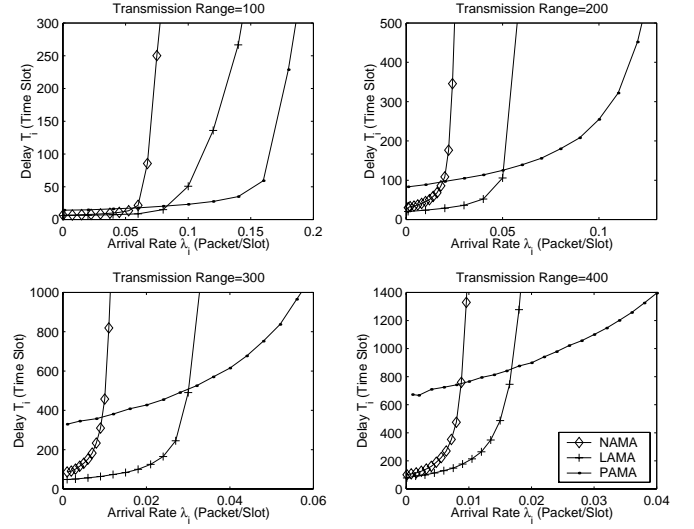 Transmission Range=100
300
250
200
150
100
50
0
Delay T_i (Time Slot)
0
0.05
0.1
0.15
0.2
Arrival Rate λ_i (Packet/Slot)
Transmission Range=200
500
400
300
200
100
0
Delay T_i (Time Slot)
0
0.05
0.1
Arrival Rate λ_i (Packet/Slot)
Transmission Range=300
1000
800
600
400
200
0
Delay T_i (Time Slot)
0
0.02
0.04
0.06
Arrival Rate λ_i (Packet/Slot)
Transmission Range=400
1400
1200
1000
800
600
400
200
0
Delay T_i (Time Slot)
0
0.01
0.02
0.03
0.04
Arrival Rate λ_i (Packet/Slot)
NAMA
LAMA
PAMA